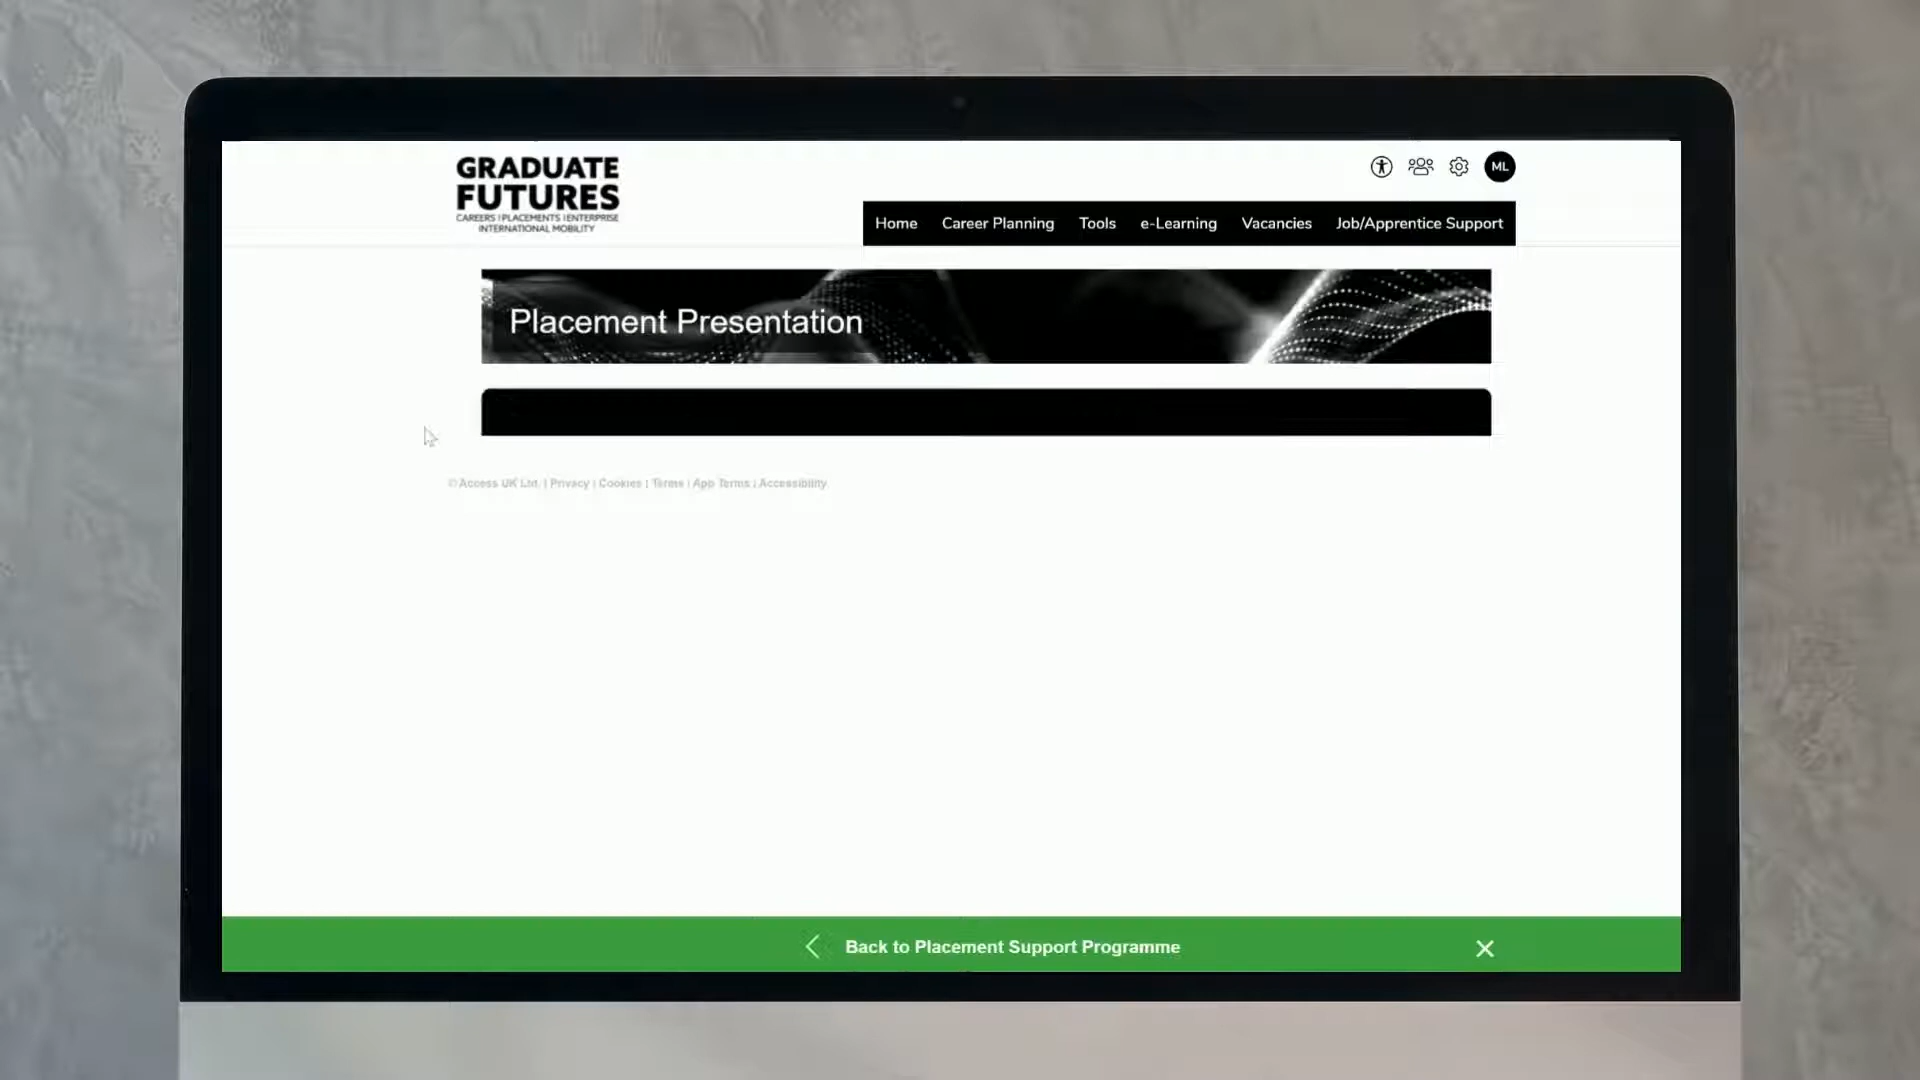 GRADUATE
FUTURES
CAREERS | PLACEMENTS | ENTERPRISE
INTERNATIONAL MOBILITY
ML
Home Career Planning Tools e-Learning Vacancies Job/Apprentice Support
Placement Presentation
© Access UK Ltd. | Privacy | Cookies | Terms | App Terms | Accessibility
Back to Placement Support Programme